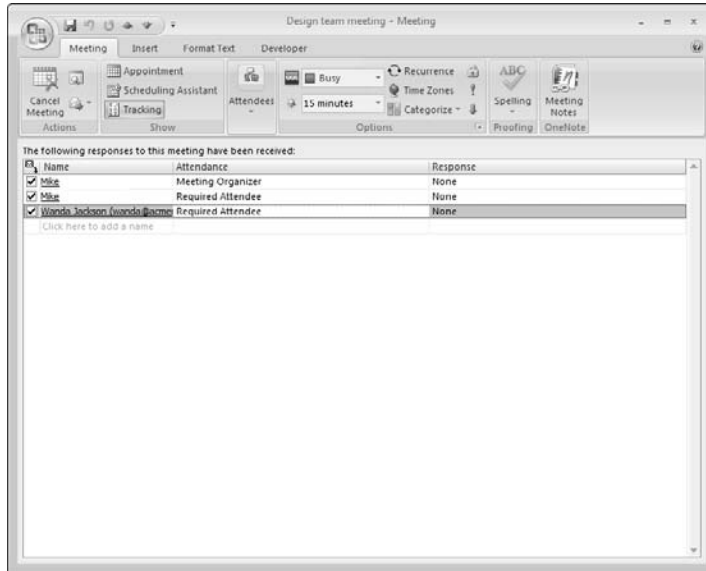 Design team meeting - Meeting
Meeting Insert Format Text Developer
Cancel Meeting
Actions
Appointment
Scheduling Assistant
Tracking
Show
Attendees
Busy
15 minutes
Recurrence
Time Zones
Categorize
Options
ABC
Spelling
Proofing
Meeting Notes
OneNote
The following responses to this meeting have been received:
Name Attendance Response
Mike Meeting Organizer None
Mike Required Attendee None
Wanda Jackson (wanda@acme Required Attendee None
Click here to add a name